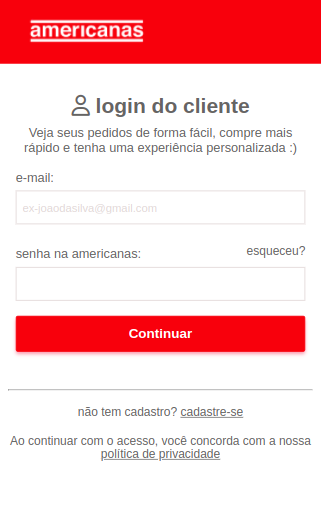 americanas
login do cliente
Veja seus pedidos de forma fácil, compre mais
rápido e tenha uma experiência personalizada :)
e-mail:
ex-joaodasilva@gmail.com
senha na americanas:
esqueceu?
Continuar
não tem cadastro? cadastre-se
Ao continuar com o acesso, você concorda com a nossa
política de privacidade